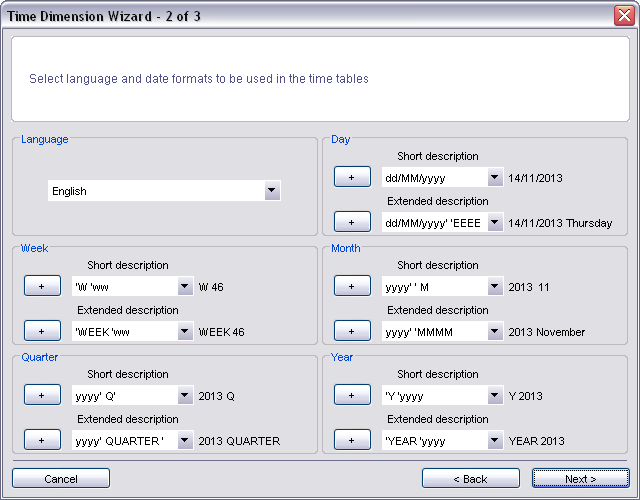 Time Dimension Wizard - 2 of 3
Select language and date formats to be used in the time tables
Language
English
Day
Short description
+ dd/MM/yyyy 14/11/2013
Extended description
+ dd/MM/yyyy' 'EEEE 14/11/2013 Thursday
Week
Short description
+ 'W 'ww W 46
Extended description
+ 'WEEK 'ww WEEK 46
Month
Short description
+ yyyy' ' M 2013  11
Extended description
+ yyyy' 'MMMM 2013 November
Quarter
Short description
+ yyyy' Q' 2013 Q
Extended description
+ yyyy' QUARTER ' 2013 QUARTER
Year
Short description
+ 'Y 'yyyy Y 2013
Extended description
+ 'YEAR 'yyyy YEAR 2013
Cancel < Back Next >